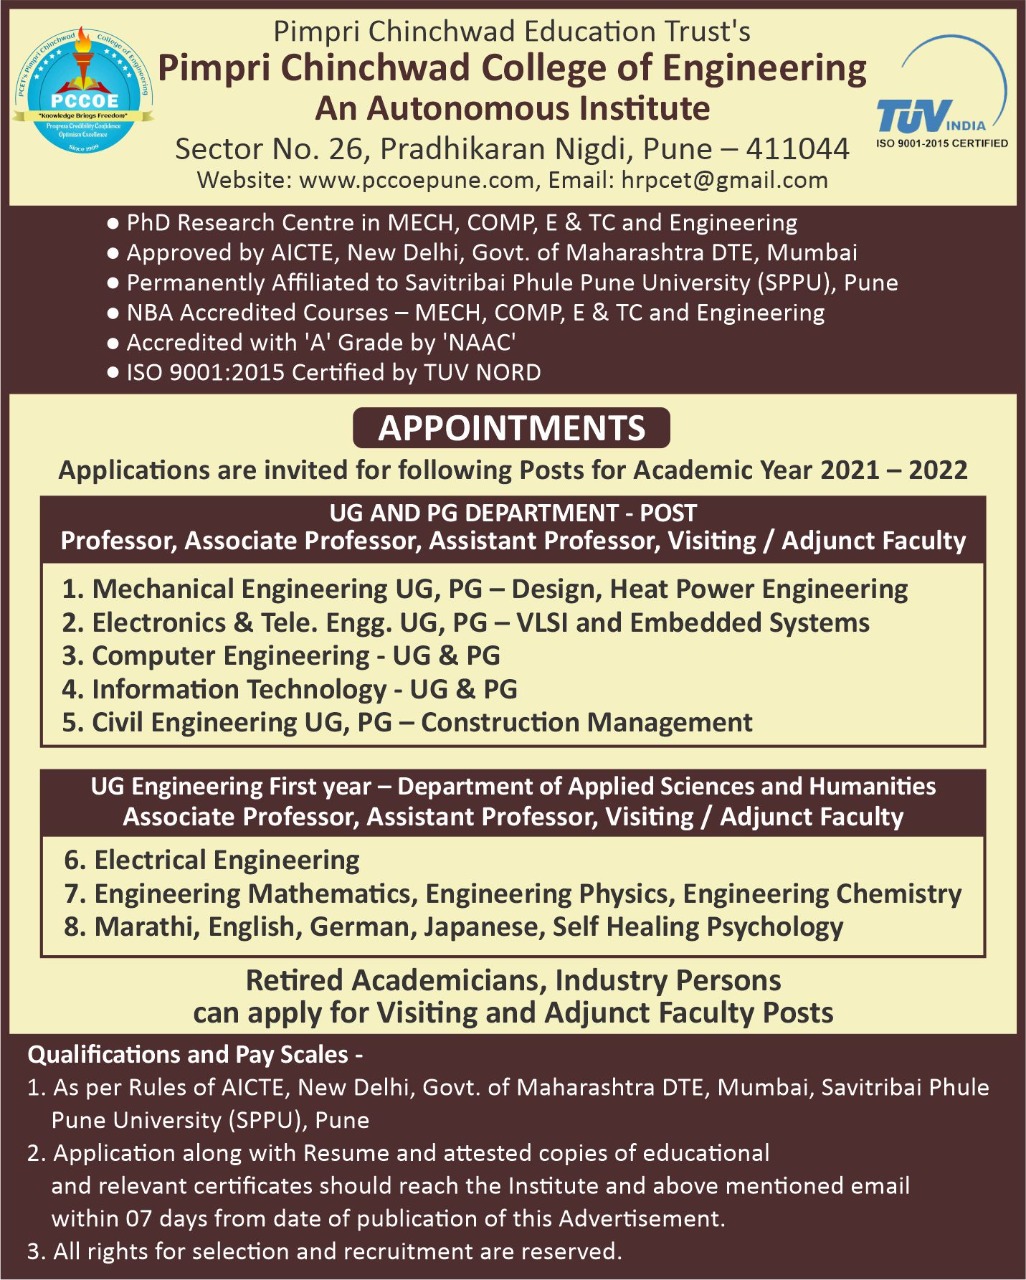 Pimpri Chinchwad Education Trust's
Pimpri Chinchwad College of Engineering
An Autonomous Institute
Sector No. 26, Pradhikaran Nigdi, Pune – 411044
Website: www.pccoepune.com, Email: hrpcet@gmail.com
PCET's Pimpri Chinchwad College of Engineering
PCCOE
"Knowledge Brings Freedom"
Progress Credibility Confidence
Optimism Excellence
Since 1999
TUV INDIA
ISO 9001-2015 CERTIFIED
● PhD Research Centre in MECH, COMP, E & TC and Engineering
● Approved by AICTE, New Delhi, Govt. of Maharashtra DTE, Mumbai
● Permanently Affiliated to Savitribai Phule Pune University (SPPU), Pune
● NBA Accredited Courses – MECH, COMP, E & TC and Engineering
● Accredited with 'A' Grade by 'NAAC'
● ISO 9001:2015 Certified by TUV NORD
APPOINTMENTS
Applications are invited for following Posts for Academic Year 2021 – 2022
UG AND PG DEPARTMENT - POST
Professor, Associate Professor, Assistant Professor, Visiting / Adjunct Faculty
1. Mechanical Engineering UG, PG – Design, Heat Power Engineering
2. Electronics & Tele. Engg. UG, PG – VLSI and Embedded Systems
3. Computer Engineering - UG & PG
4. Information Technology - UG & PG
5. Civil Engineering UG, PG – Construction Management
UG Engineering First year – Department of Applied Sciences and Humanities
Associate Professor, Assistant Professor, Visiting / Adjunct Faculty
6. Electrical Engineering
7. Engineering Mathematics, Engineering Physics, Engineering Chemistry
8. Marathi, English, German, Japanese, Self Healing Psychology
Retired Academicians, Industry Persons
can apply for Visiting and Adjunct Faculty Posts
Qualifications and Pay Scales -
1. As per Rules of AICTE, New Delhi, Govt. of Maharashtra DTE, Mumbai, Savitribai Phule
Pune University (SPPU), Pune
2. Application along with Resume and attested copies of educational
and relevant certificates should reach the Institute and above mentioned email
within 07 days from date of publication of this Advertisement.
3. All rights for selection and recruitment are reserved.